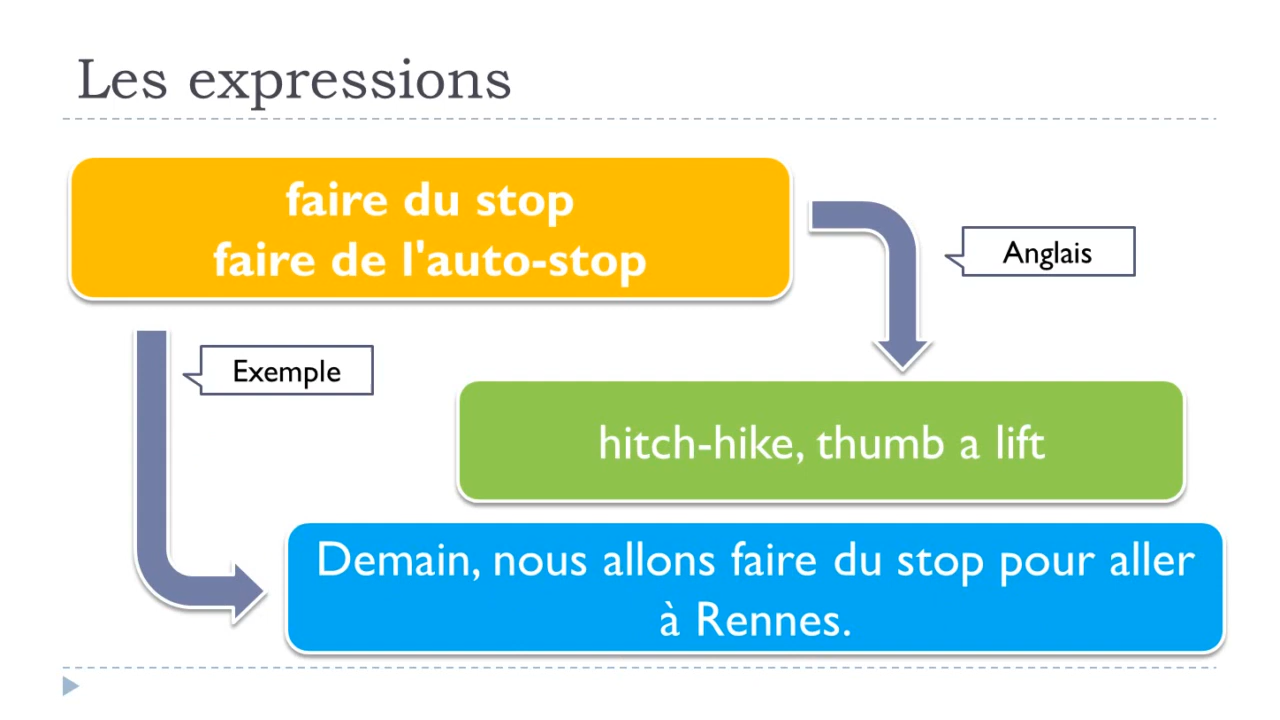 Les expressions
faire du stop
faire de l'auto-stop
Anglais
Exemple
hitch-hike, thumb a lift
Demain, nous allons faire du stop pour aller
à Rennes.